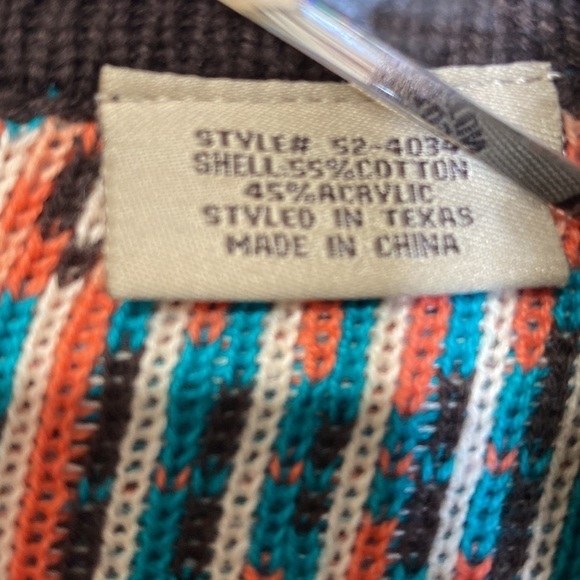 STYLE# 52-4034
SHELL:55%COTTON
45%ACRYLIC
STYLED IN TEXAS
MADE IN CHINA